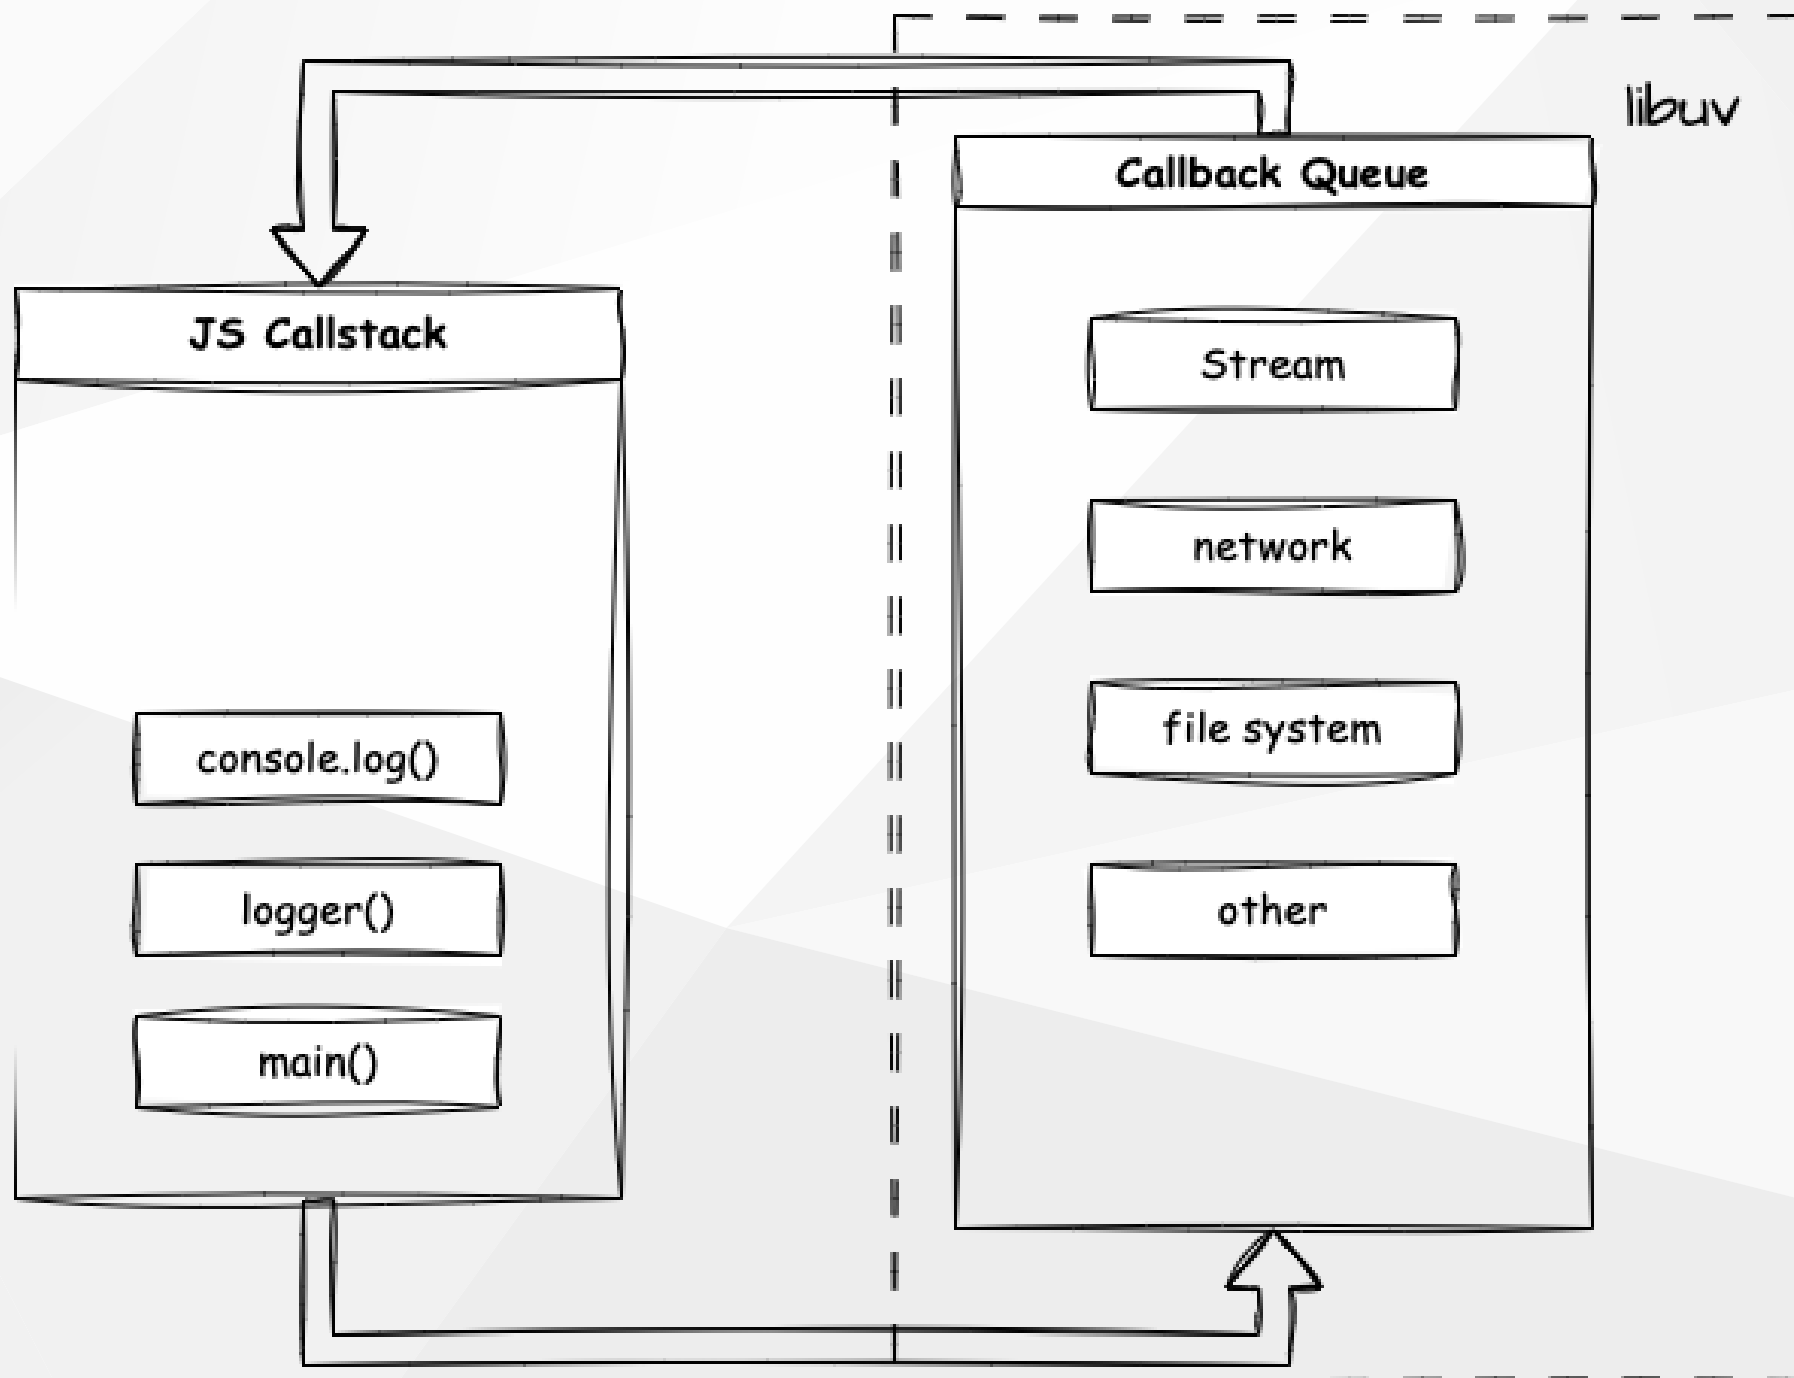 libuv
Callback Queue
Stream
network
file system
other
JS Callstack
console.log()
logger()
main()